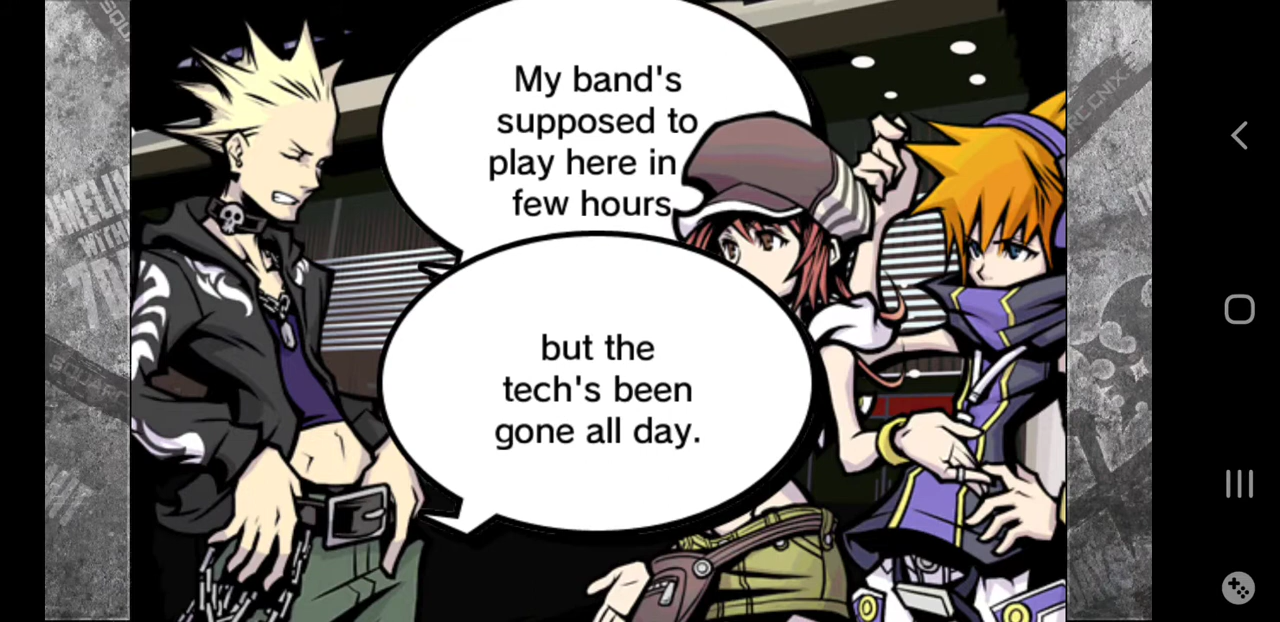 My band's
supposed to
play here in
few hours
but the
tech's been
gone all day.